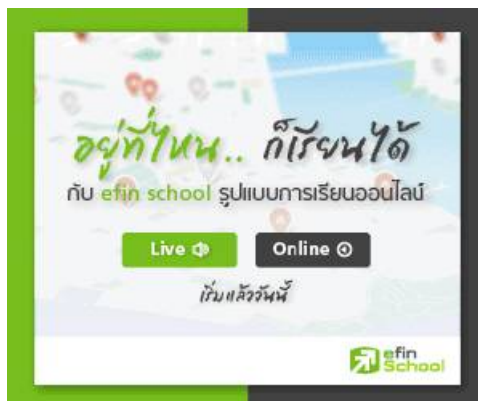 อยู่ที่ไหน.. ก็เรียนได้
กับ efin school รูปแบบการเรียนออนไลน์
Live
Online
เริ่มแล้ววันนี้
efin
School